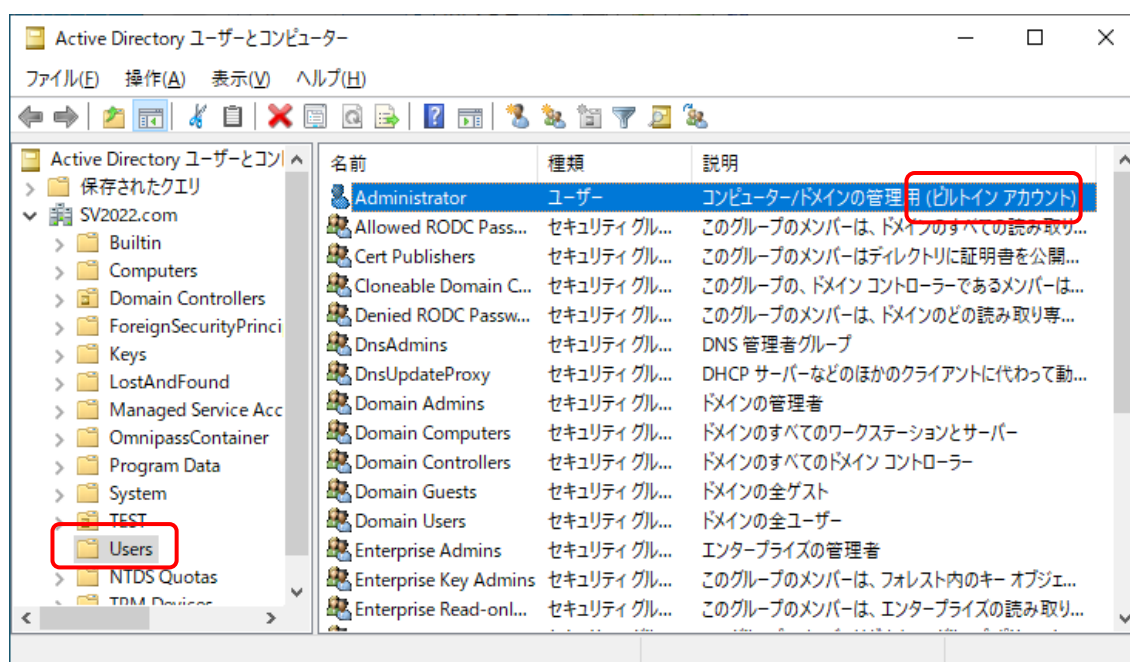 Active Directory ユーザーとコンピューター
ファイル(F) 操作(A) 表示(V) ヘルプ(H)
Active Directory ユーザーとコン
保存されたクエリ
SV2022.com
Builtin
Computers
Domain Controllers
ForeignSecurityPrinci
Keys
LostAndFound
Managed Service Acc
OmnipassContainer
Program Data
System
TEST
Users
NTDS Quotas
TPM Devices
名前 種類 説明
Administrator ユーザー コンピューター/ドメインの管理用 (ビルトイン アカウント)
Allowed RODC Pass... セキュリティ グル... このグループのメンバーは、ドメインのすべての読み取り...
Cert Publishers セキュリティ グル... このグループのメンバーはディレクトリに証明書を公開...
Cloneable Domain C... セキュリティ グル... このグループの、ドメイン コントローラーであるメンバーは...
Denied RODC Passw... セキュリティ グル... このグループのメンバーは、ドメインのどの読み取り専...
DnsAdmins セキュリティ グル... DNS 管理者グループ
DnsUpdateProxy セキュリティ グル... DHCP サーバーなどのほかのクライアントに代わって動...
Domain Admins セキュリティ グル... ドメインの管理者
Domain Computers セキュリティ グル... ドメインのすべてのワークステーションとサーバー
Domain Controllers セキュリティ グル... ドメインのすべてのドメイン コントローラー
Domain Guests セキュリティ グル... ドメインの全ゲスト
Domain Users セキュリティ グル... ドメインの全ユーザー
Enterprise Admins セキュリティ グル... エンタープライズの管理者
Enterprise Key Admins セキュリティ グル... このグループのメンバーは、フォレスト内のキー オブジェ...
Enterprise Read-onl... セキュリティ グル... このグループのメンバーは、エンタープライズの読み取り...